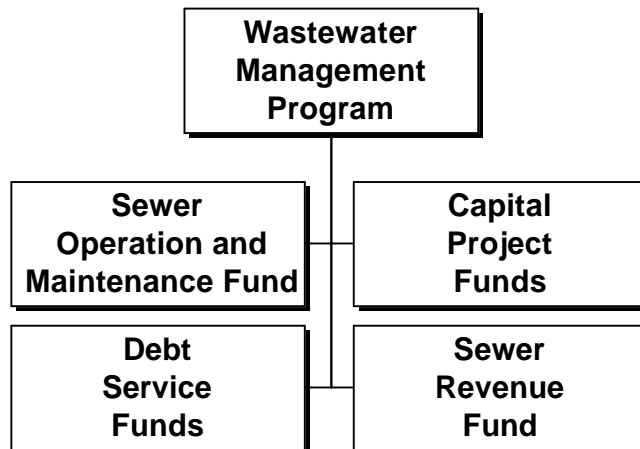 Wastewater
Management
Program
Sewer
Operation and
Maintenance Fund
Capital
Project
Funds
Debt
Service
Funds
Sewer
Revenue
Fund